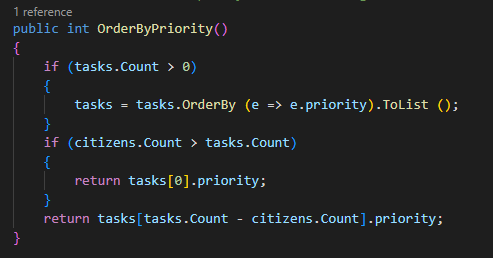 1 reference
public int OrderByPriority()
{
    if (tasks.Count > 0)
    {
        tasks = tasks.OrderBy (e => e.priority).ToList ();
    }
    if (citizens.Count > tasks.Count)
    {
        return tasks[0].priority;
    }
    return tasks[tasks.Count - citizens.Count].priority;
}